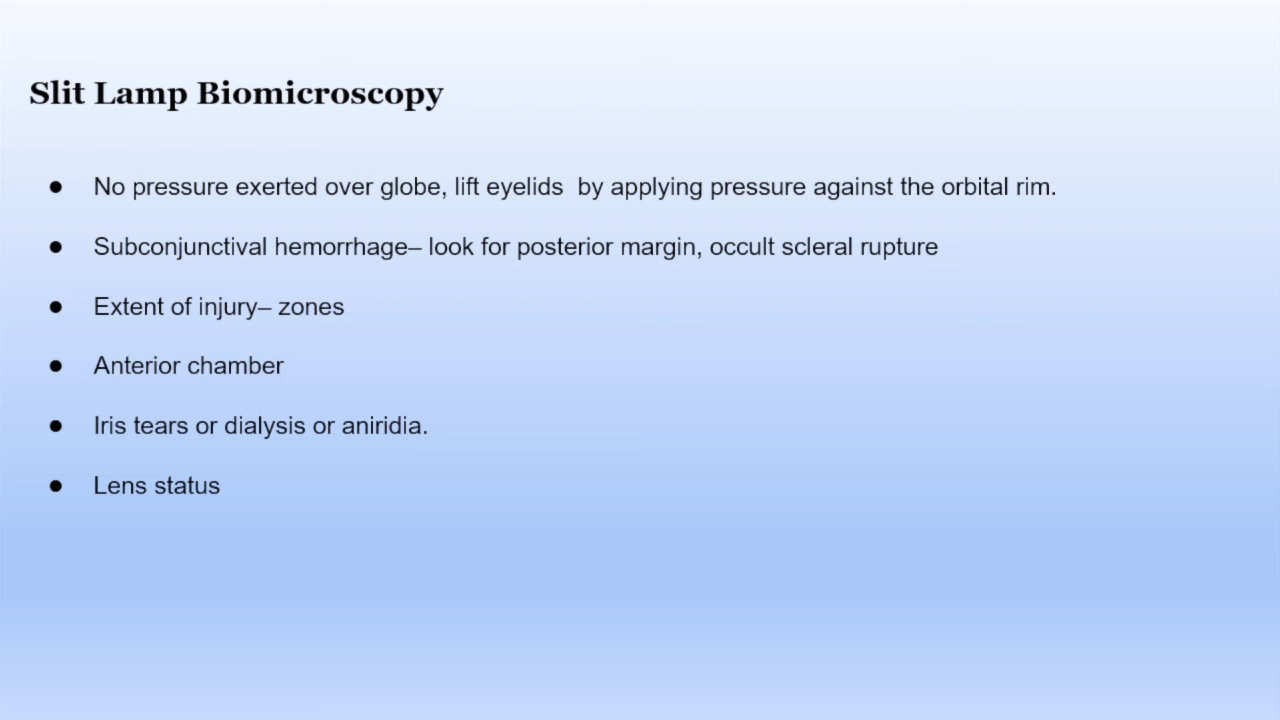 Slit Lamp Biomicroscopy
● No pressure exerted over globe, lift eyelids  by applying pressure against the orbital rim.
● Subconjunctival hemorrhage– look for posterior margin, occult scleral rupture
● Extent of injury– zones
● Anterior chamber
● Iris tears or dialysis or aniridia.
● Lens status